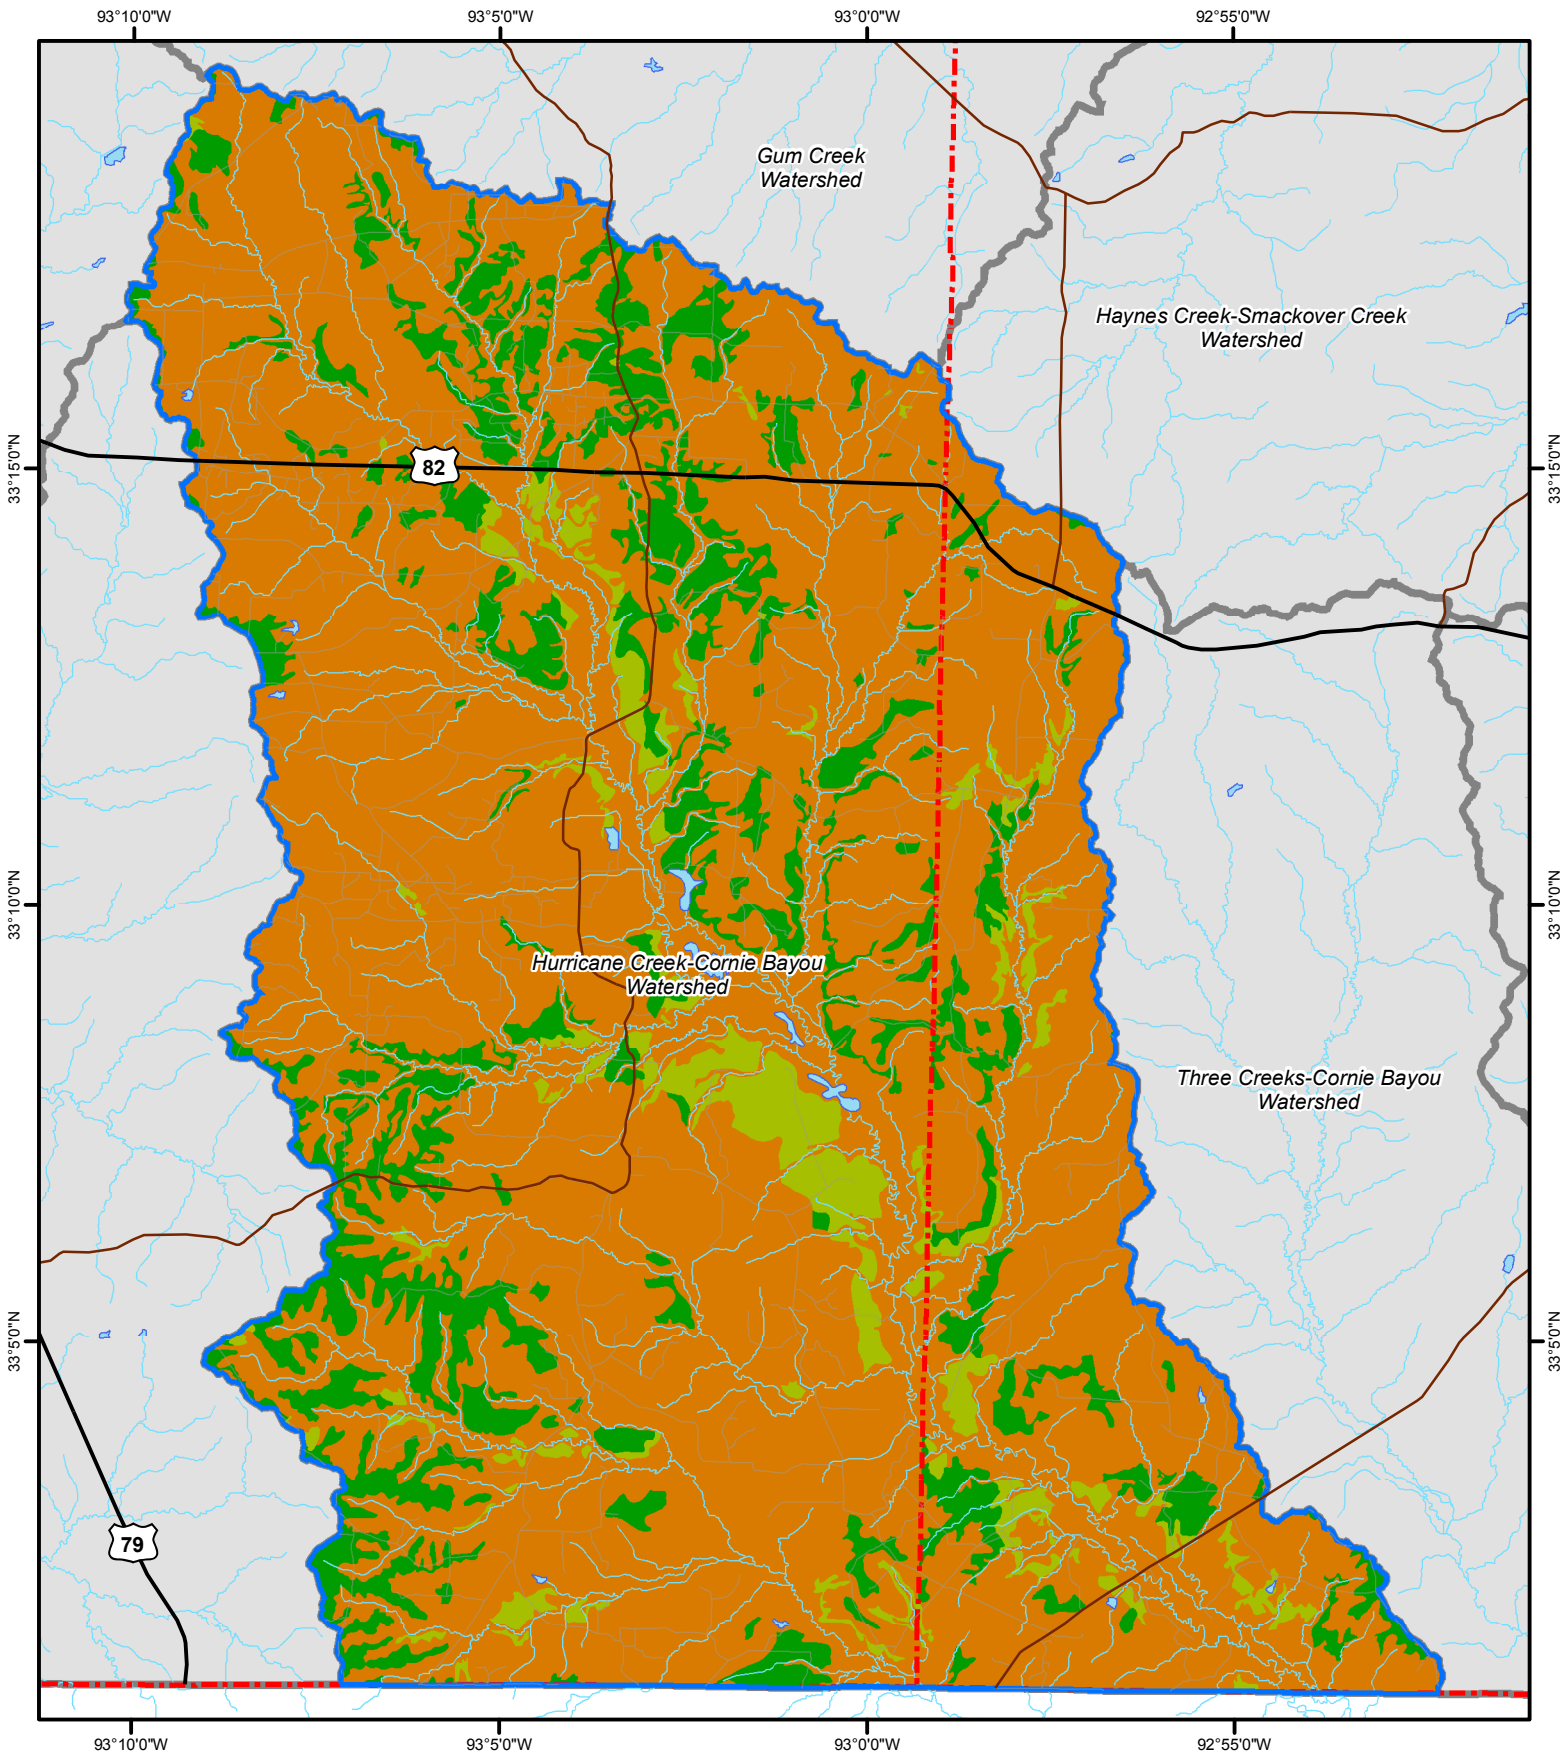 93°10'0"W
93°5'0"W
93°0'0"W
92°55'0"W
Gum Creek
Watershed
Haynes Creek-Smackover Creek
Watershed
33°15'0"N
82
33°15'0"N
33°10'0"N
33°10'0"N
Hurricane Creek-Cornie Bayou
Watershed
Three Creeks-Cornie Bayou
Watershed
33°5'0"N
33°5'0"N
79
93°10'0"W
93°5'0"W
93°0'0"W
92°55'0"W